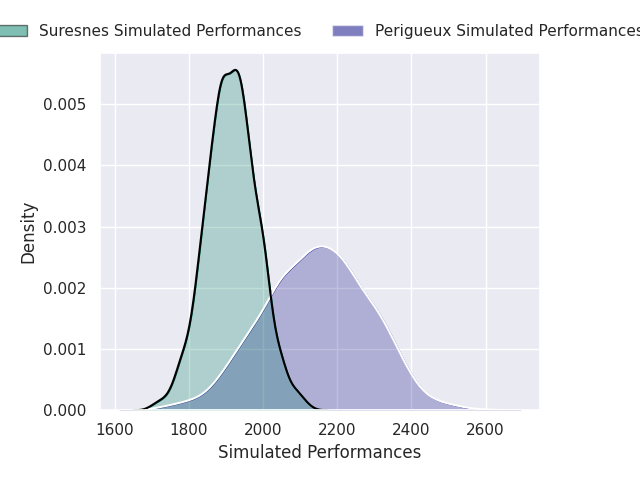 Suresnes Simulated Performances Perigueux Simulated Performances
0.005
0.004
0.003
0.002
0.001
0.000
Density
1600 1800 2000 2200 2400 2600
Simulated Performances